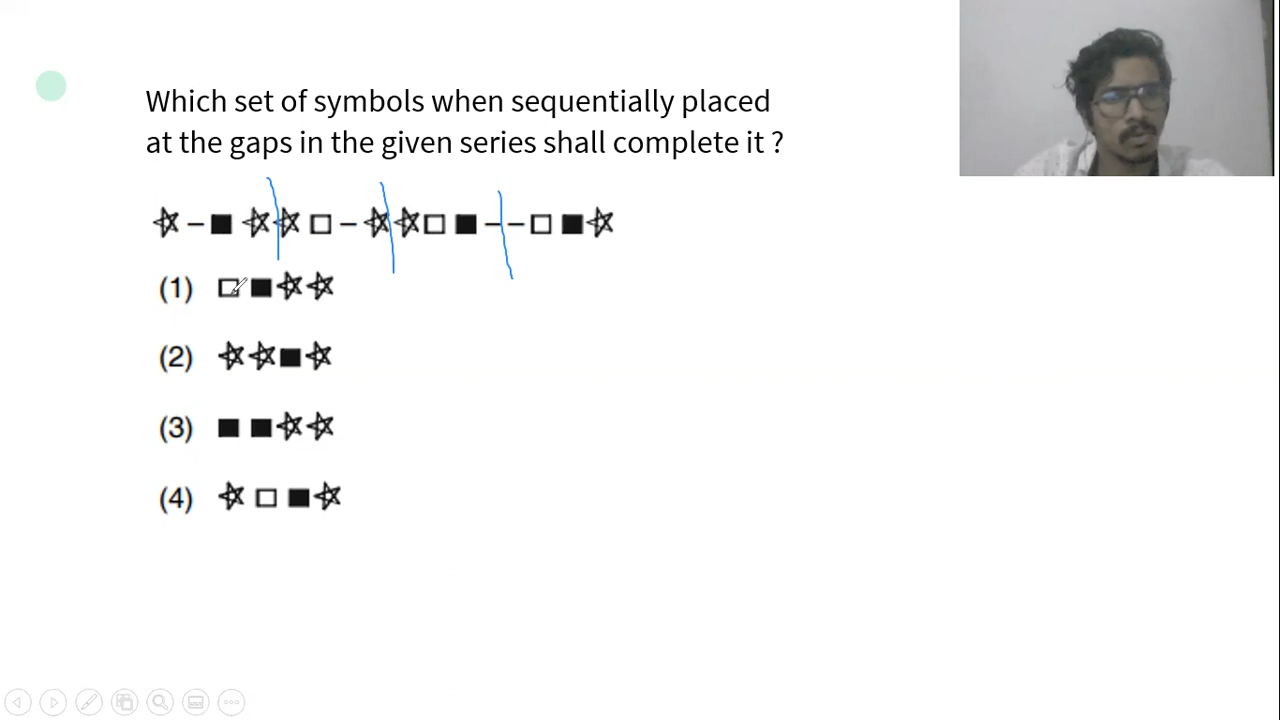 Which set of symbols when sequentially placed
at the gaps in the given series shall complete it ?
☆ – ■ ☆ ☆ □ – ☆ ☆ □ ■ – – □ ■ ☆
(1) □ ■ ☆ ☆
(2) ☆ ☆ ■ ☆
(3) ■ ■ ☆ ☆
(4) ☆ □ ■ ☆